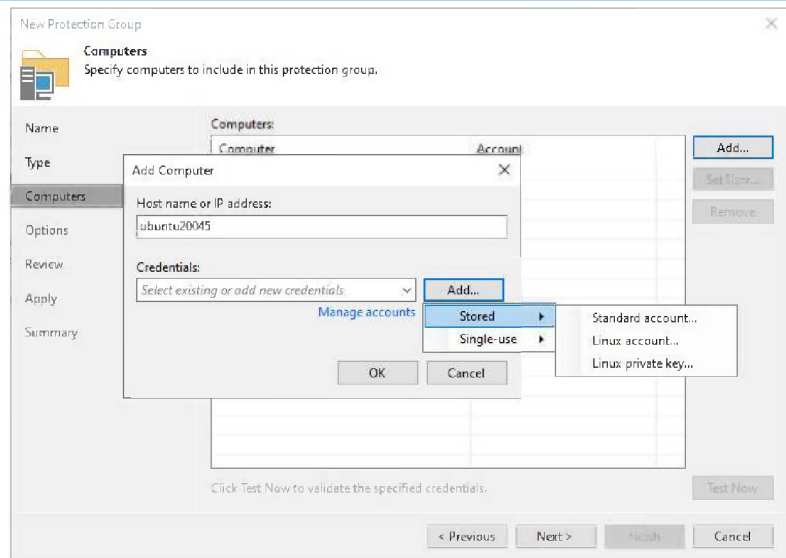 New Protection Group
Computers
Specify computers to include in this protection group.
Name
Type
Computers
Options
Review
Apply
Summary
Computers:
Computer Account
Add...
Remove
Add Computer
Host name or IP address:
ubuntu20045
Credentials:
Select existing or add new credentials
Add...
Manage accounts
Stored
Single-use
Standard account...
Linux account...
Linux private key...
OK Cancel
Click Test Now to validate the specified credentials.
Test Now
< Previous Next > Finish Cancel